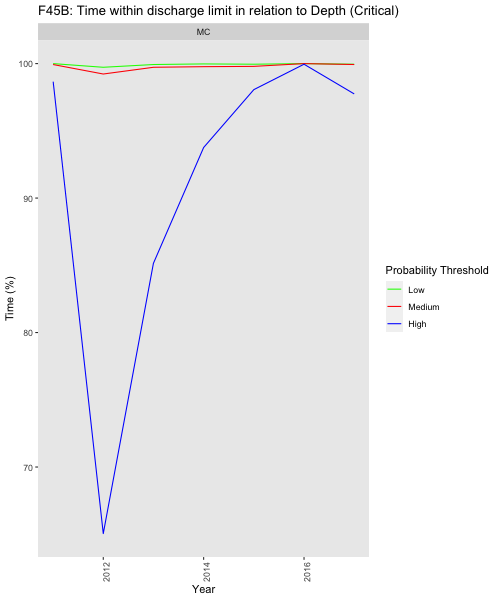 F45B: Time within discharge limit in relation to Depth (Critical)
MC
100
90
80
70
Time (%)
2012
2014
2016
Year
Probability Threshold
Low
Medium
High